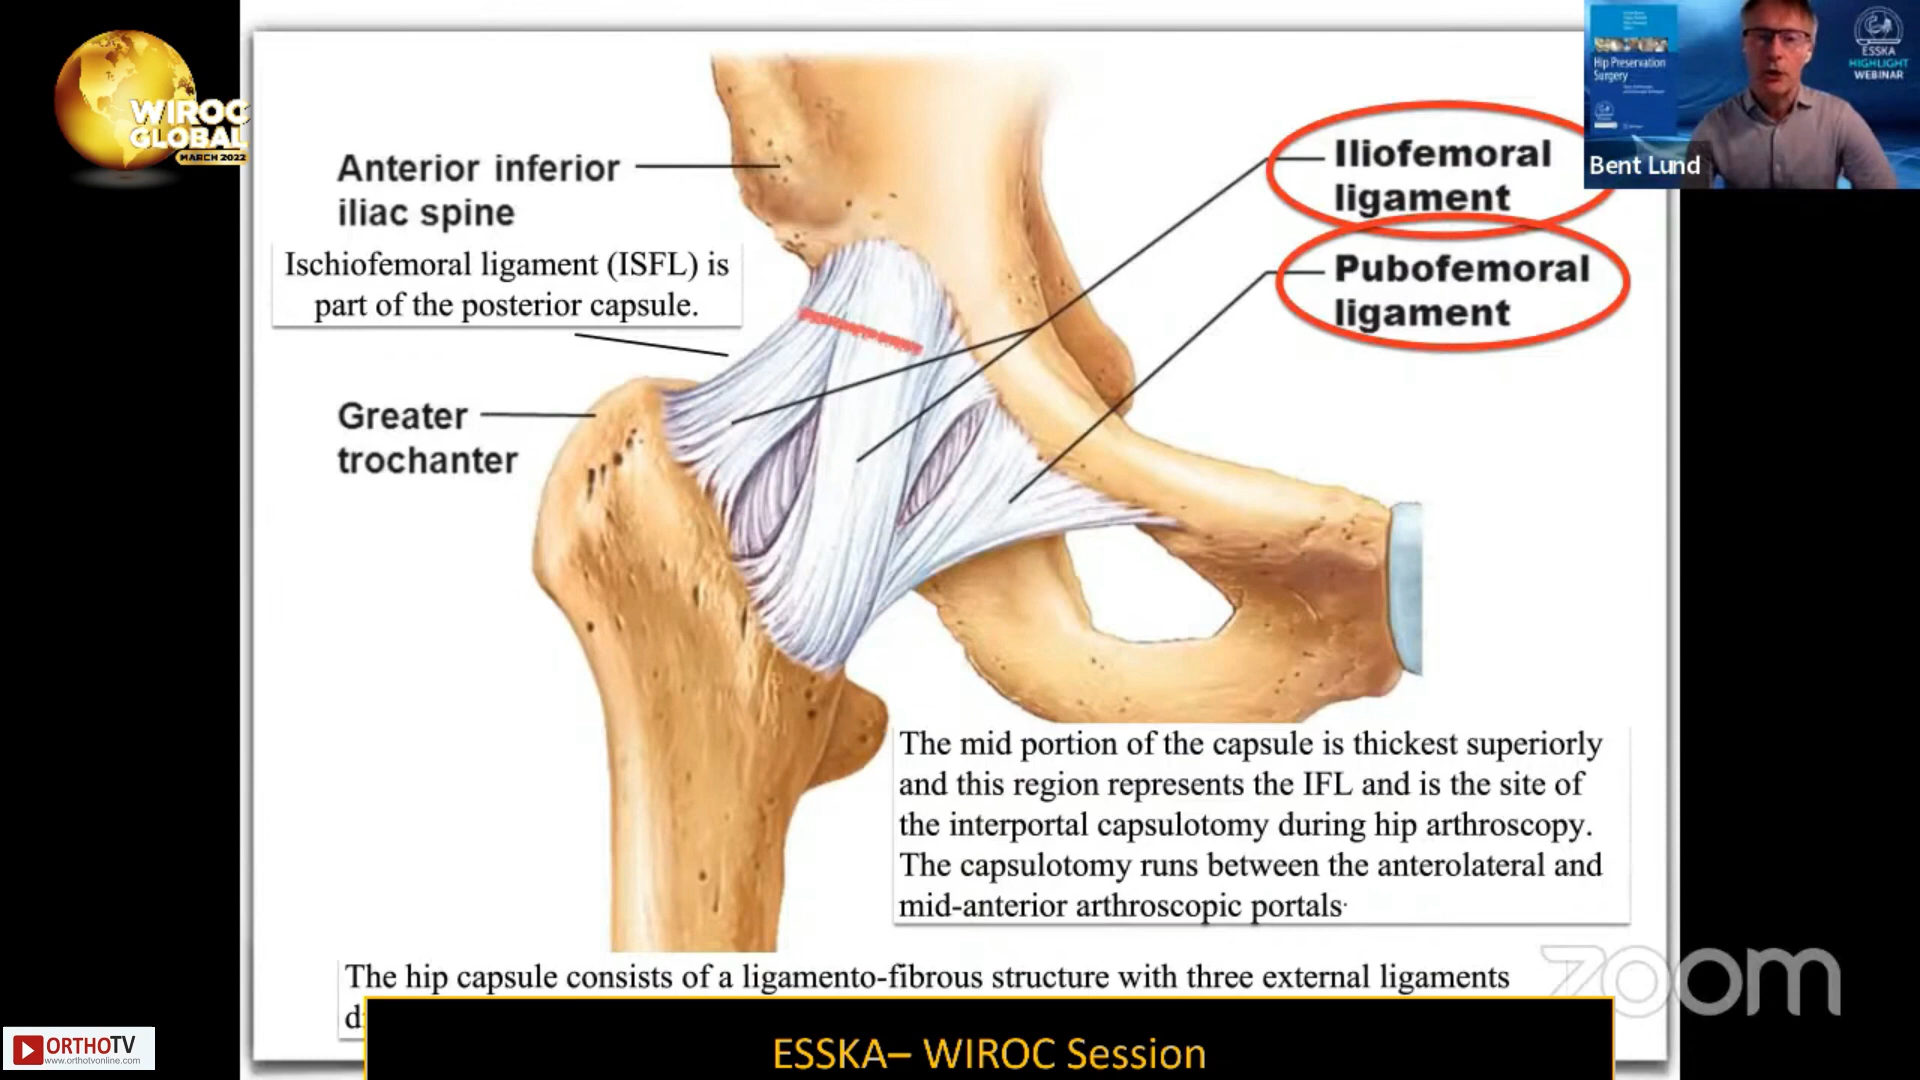 WIROC
GLOBAL
MARCH 2022
Anterior inferior
iliac spine
Ischiofemoral ligament (ISFL) is
part of the posterior capsule.
Greater
trochanter
Iliofemoral
ligament
Pubofemoral
ligament
Hip Preservation
Surgery
ESSKA
HIGHLIGHT
WEBINAR
Bent Lund
The mid portion of the capsule is thickest superiorly
and this region represents the IFL and is the site of
the interportal capsulotomy during hip arthroscopy.
The capsulotomy runs between the anterolateral and
mid-anterior arthroscopic portals.
The hip capsule consists of a ligamento-fibrous structure with three external ligaments
zoom
ORTHOTV
www.orthotvonline.com
ESSKA– WIROC Session